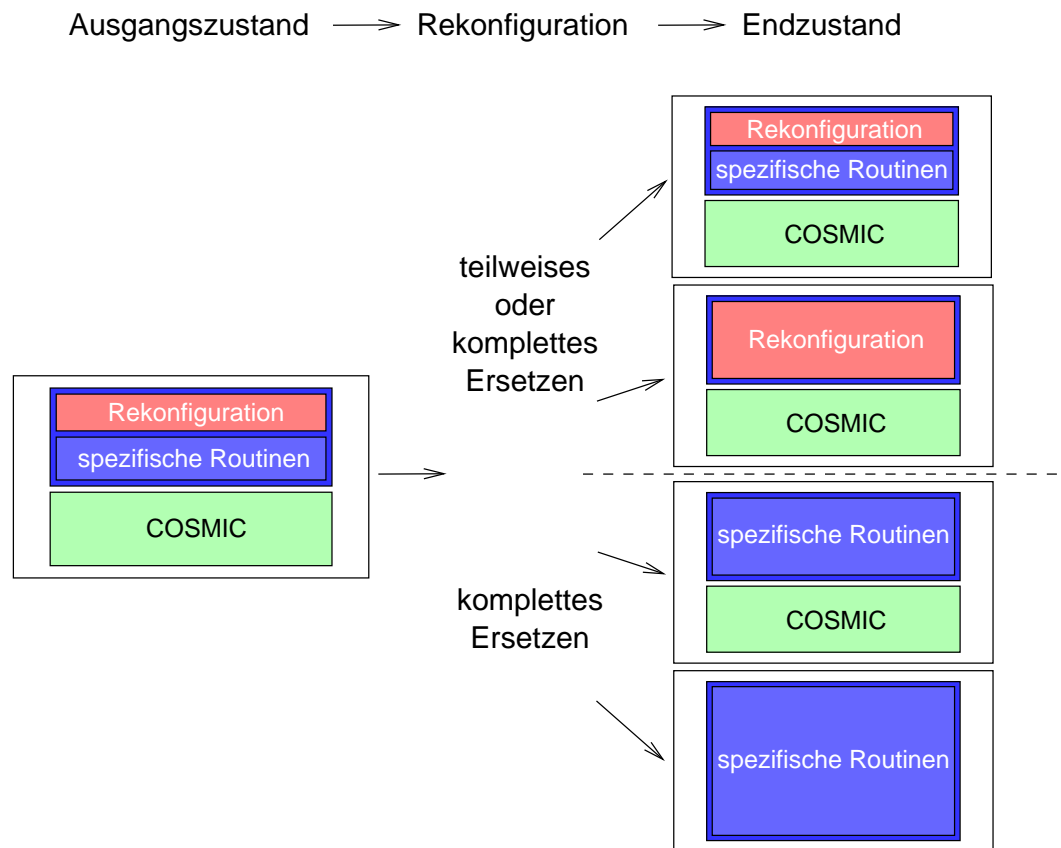 Ausgangszustand
Rekonfiguration
Endzustand
Rekonfiguration
spezifische Routinen
COSMIC
teilweises
oder
komplettes
Ersetzen
komplettes
Ersetzen
Rekonfiguration
spezifische Routinen
COSMIC
Rekonfiguration
COSMIC
spezifische Routinen
COSMIC
spezifische Routinen